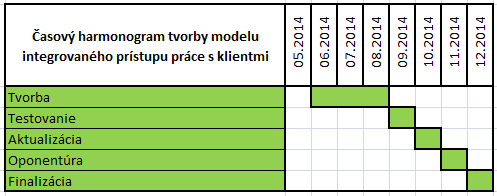 Časový harmonogram tvorby modelu
integrovaného prístupu práce s klientmi
05.2014
06.2014
07.2014
08.2014
09.2014
10.2014
11.2014
12.2014
Tvorba
Testovanie
Aktualizácia
Oponentúra
Finalizácia